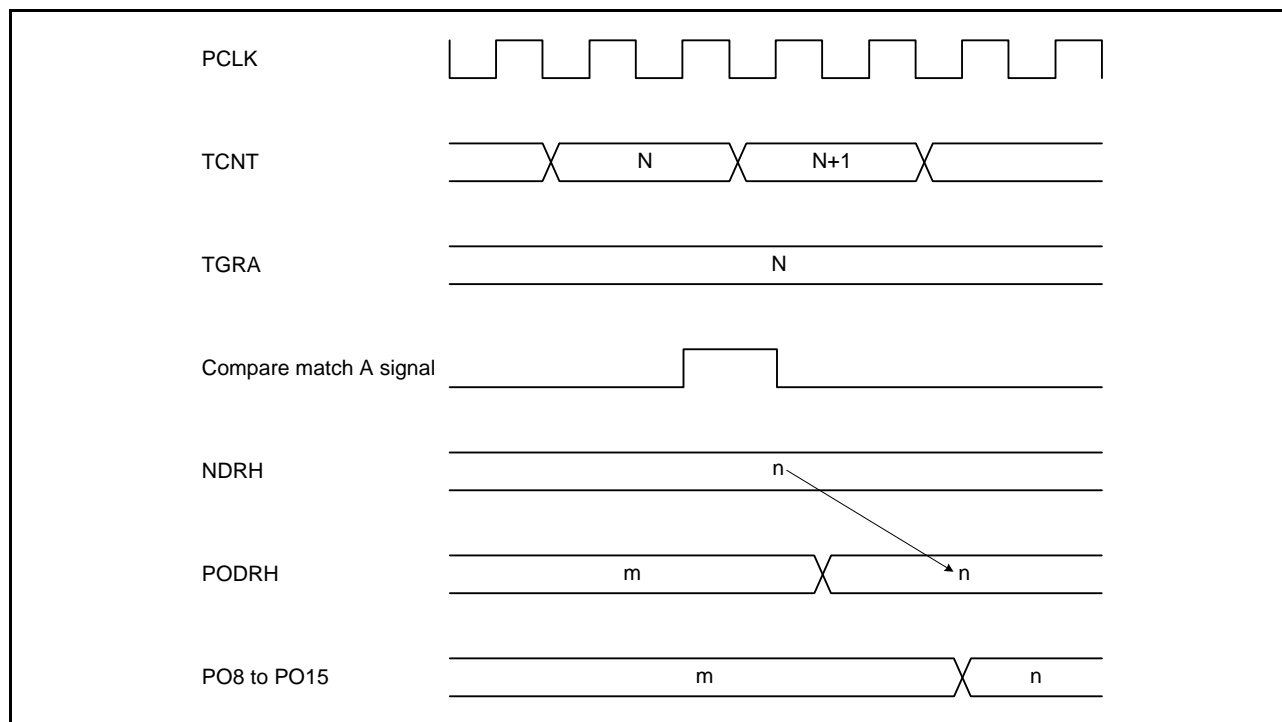 PCLK
TCNT N N+1
TGRA N
Compare match A signal
NDRH n
PODRH m n
PO8 to PO15 m n